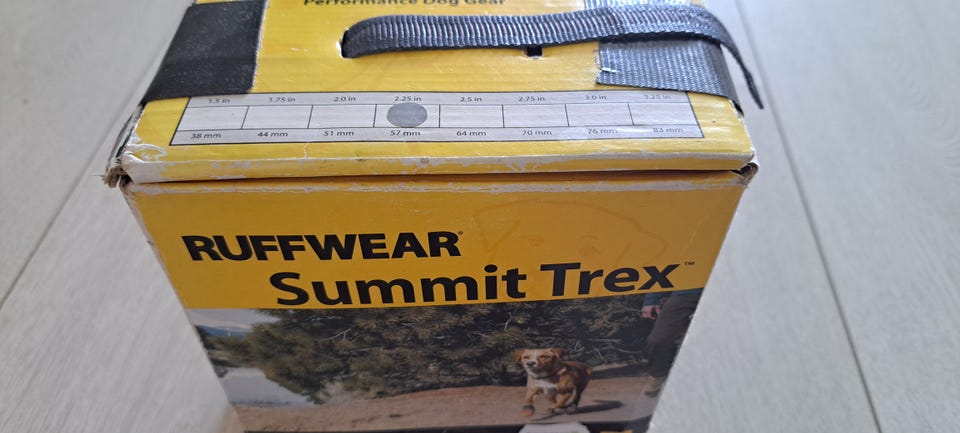 Performance Dog Gear
1.5 in 1.75 in 2.0 in 2.25 in 2.5 in 2.75 in 3.0 in 3.25 in
38 mm 44 mm 51 mm 57 mm 64 mm 70 mm 76 mm 83 mm
RUFFWEAR®
Summit Trex™